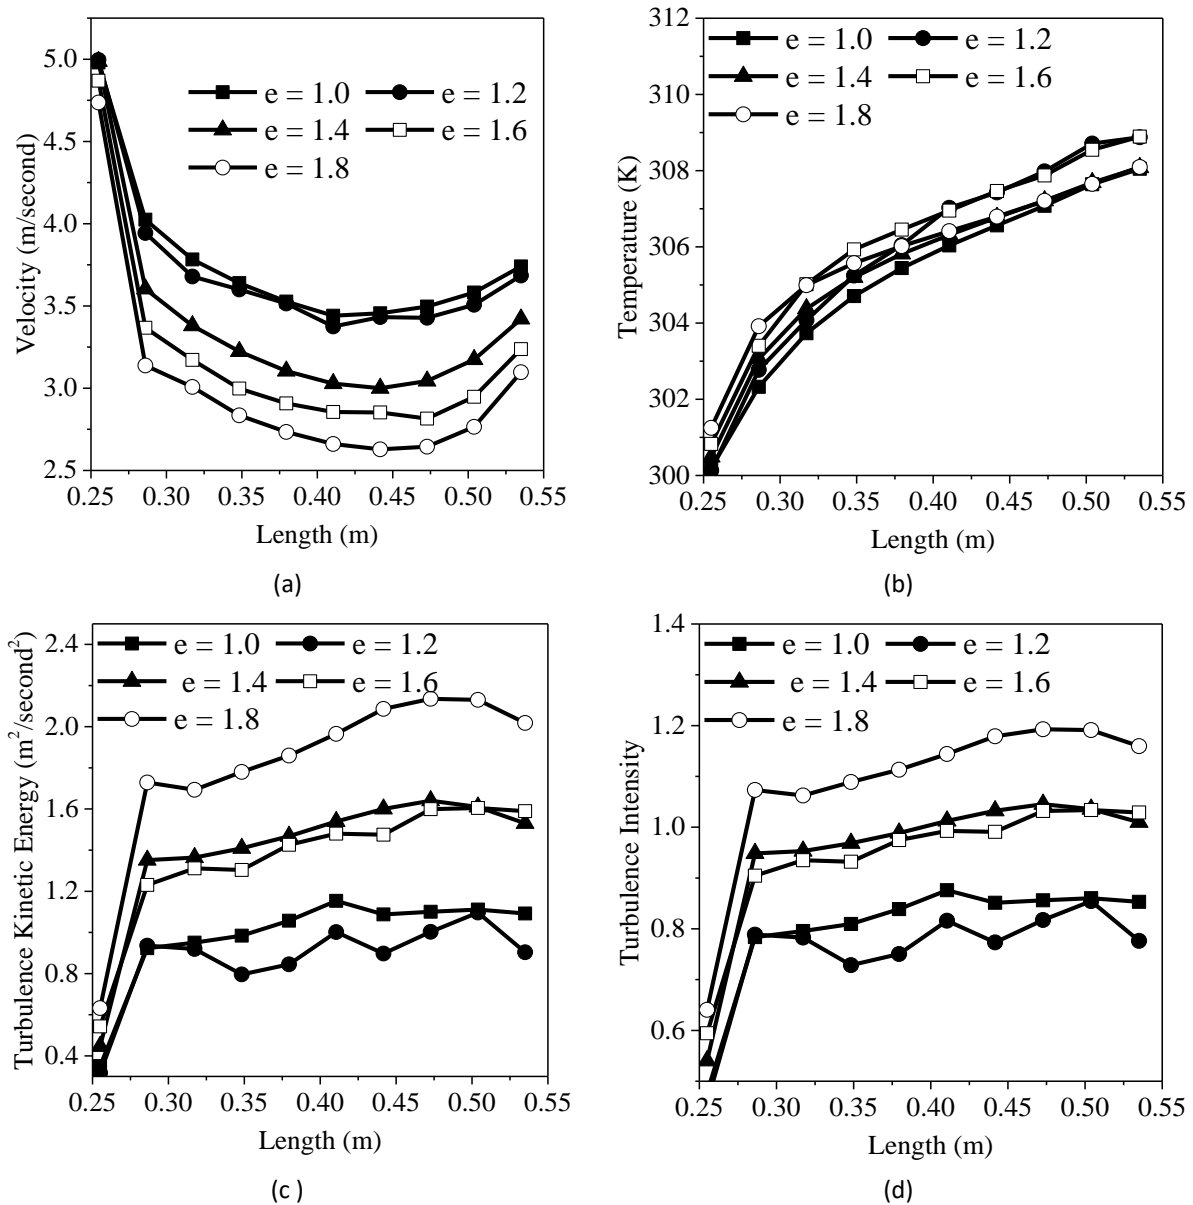 5.0
4.5
4.0
3.5
3.0
2.5
Velocity (m/second)
e = 1.0 e = 1.2
e = 1.4 e = 1.6
e = 1.8
0.25 0.30 0.35 0.40 0.45 0.50 0.55
Length (m)
(a)
312
310
308
306
304
302
300
Temperature (K)
e = 1.0 e = 1.2
e = 1.4 e = 1.6
e = 1.8
0.25 0.30 0.35 0.40 0.45 0.50 0.55
Length (m)
(b)
2.4
2.0
1.6
1.2
0.8
0.4
Turbulence Kinetic Energy (m²/second²)
e = 1.0 e = 1.2
e = 1.4 e = 1.6
e = 1.8
0.25 0.30 0.35 0.40 0.45 0.50 0.55
Length (m)
(c )
1.4
1.2
1.0
0.8
0.6
Turbulence Intensity
e = 1.0 e = 1.2
e = 1.4 e = 1.6
e = 1.8
0.25 0.30 0.35 0.40 0.45 0.50 0.55
Length (m)
(d)